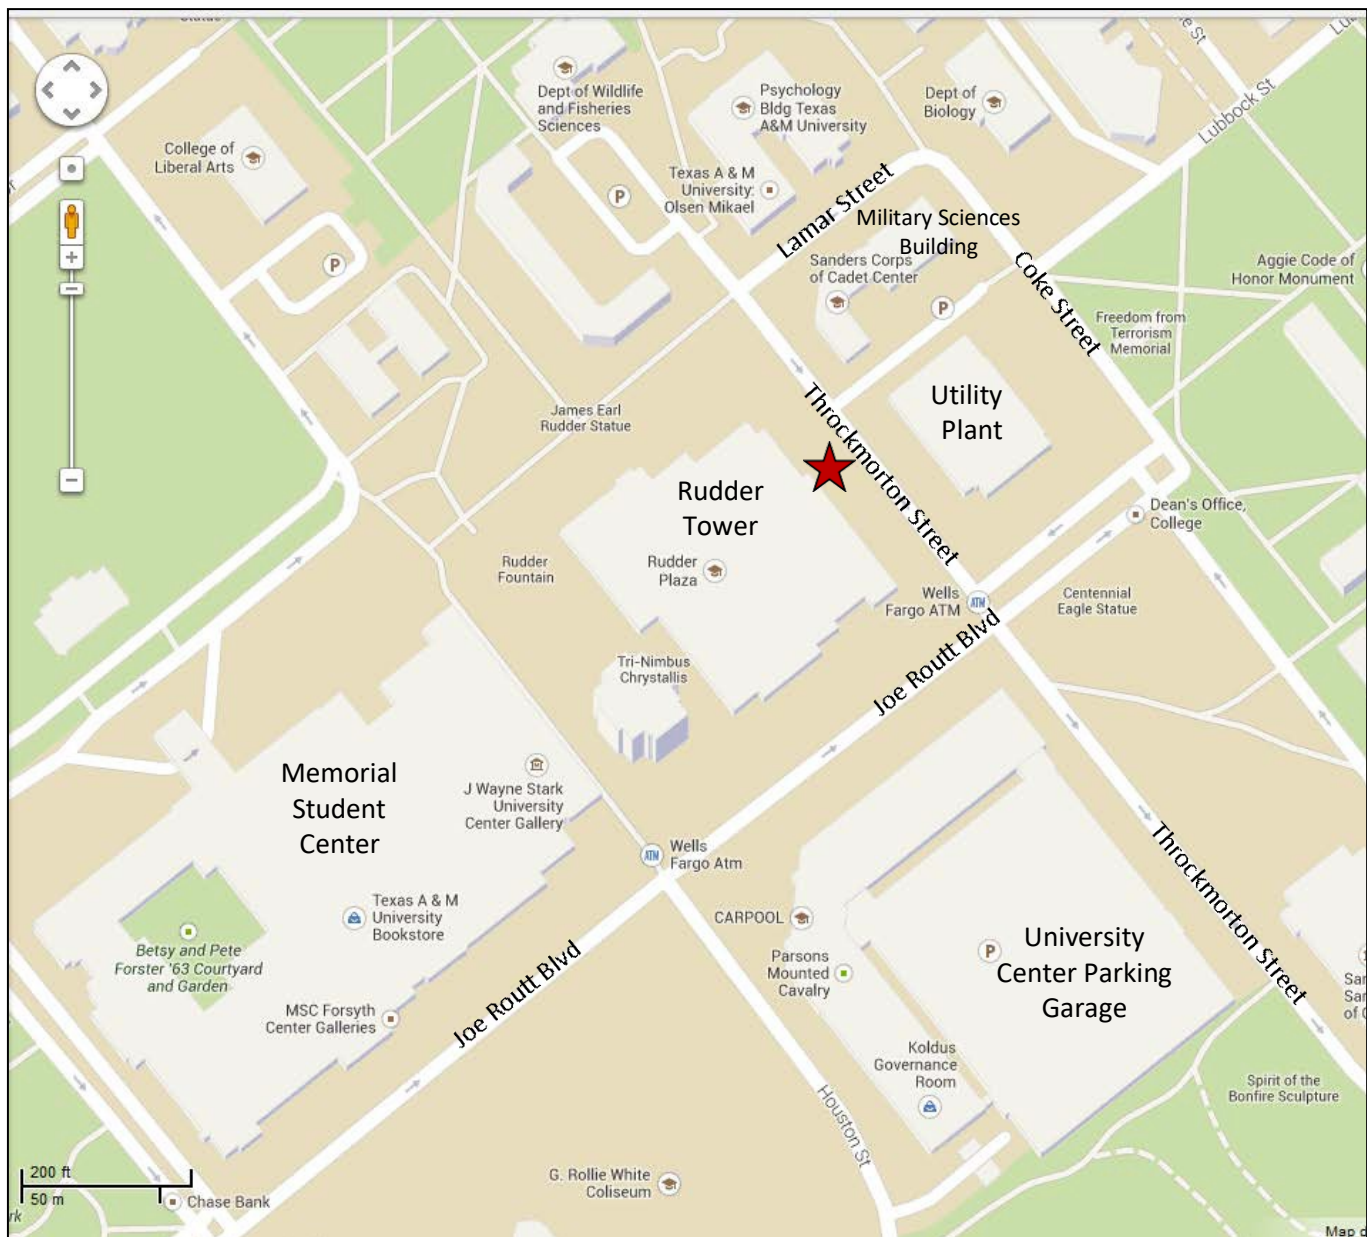 Dept of Wildlife
and Fisheries
Sciences
Psychology
Bldg Texas
A&M University
Dept of
Biology
Lubbock St
College of
Liberal Arts
Texas A & M
University:
Olsen Mikael
Lamar Street
Military Sciences
Building
Sanders Corps
of Cadet Center
P
P
P
Coke Street
Aggie Code of
Honor Monument
Freedom from
Terrorism
Memorial
James Earl
Rudder Statue
Throckmorton Street
Utility
Plant
Rudder
Tower
Dean's Office,
College
Rudder
Fountain
Rudder
Plaza
Wells
Fargo ATM
ATM
Centennial
Eagle Statue
Joe Routt Blvd
Tri-Nimbus
Chrystallis
Memorial
Student
Center
J Wayne Stark
University
Center Gallery
ATM
Wells
Fargo Atm
Throckmorton Street
Texas A & M
University
Bookstore
CARPOOL
Betsy and Pete
Forster '63 Courtyard
and Garden
Parsons
Mounted
Cavalry
P
University
Center Parking
Garage
Joe Routt Blvd
MSC Forsyth
Center Galleries
Koldus
Governance
Room
Houston St
Spirit of the
Bonfire Sculpture
200 ft
50 m
Chase Bank
G. Rollie White
Coliseum